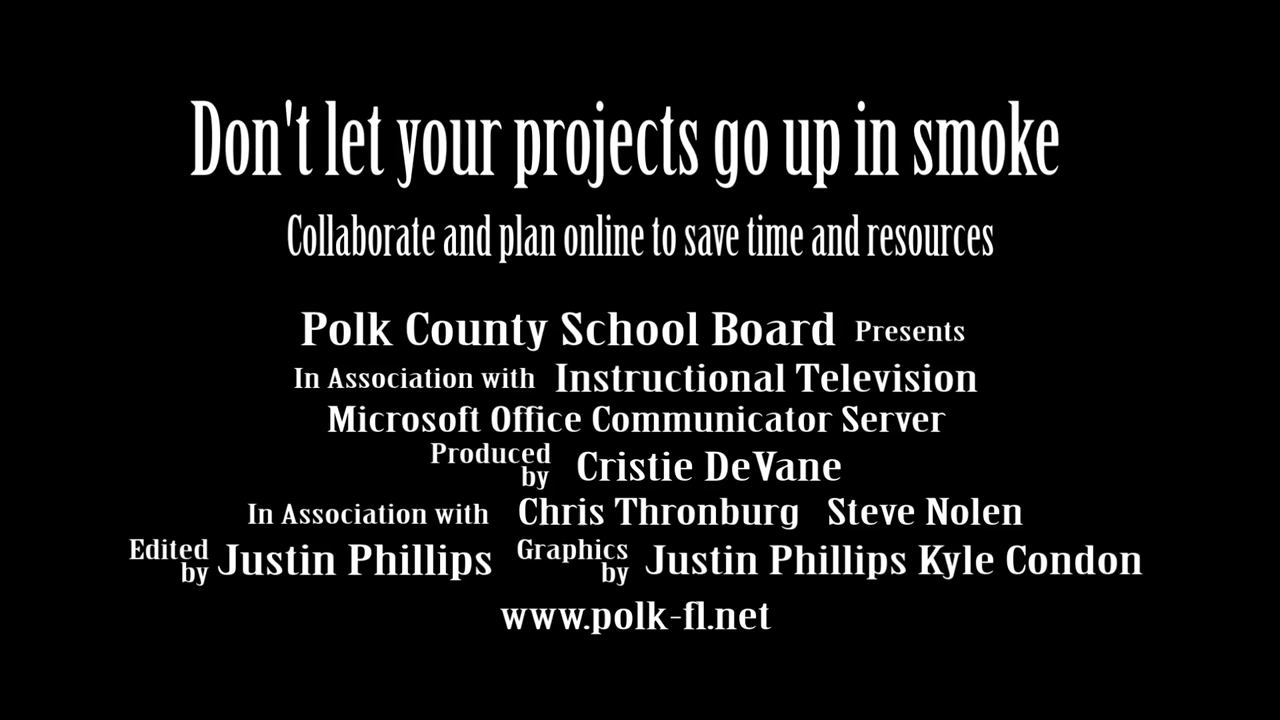 Don't let your projects go up in smoke
Collaborate and plan online to save time and resources
Polk County School Board Presents
In Association with Instructional Television
Microsoft Office Communicator Server
Produced by Cristie DeVane
In Association with Chris Thronburg Steve Nolen
Edited by Justin Phillips Graphics by Justin Phillips Kyle Condon
www.polk-fl.net